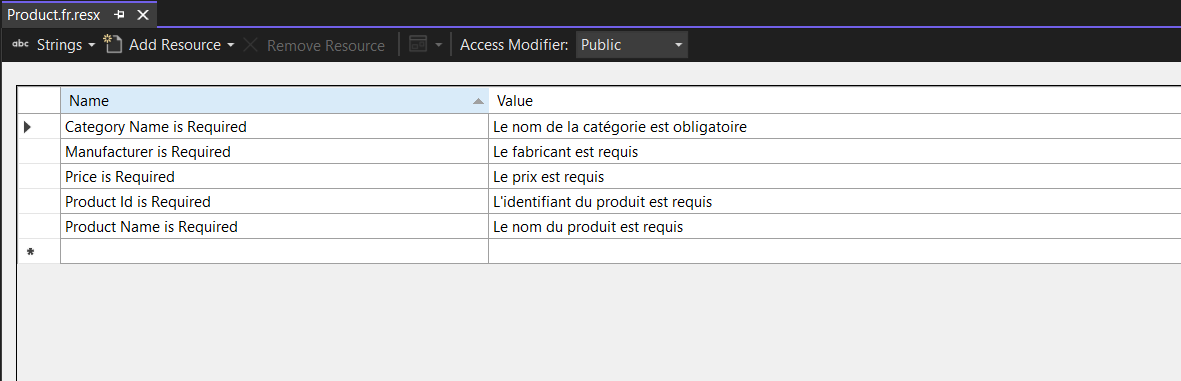 Product.fr.resx
abc Strings Add Resource Remove Resource Access Modifier: Public
Name Value
Category Name is Required Le nom de la catégorie est obligatoire
Manufacturer is Required Le fabricant est requis
Price is Required Le prix est requis
Product Id is Required L'identifiant du produit est requis
Product Name is Required Le nom du produit est requis
*